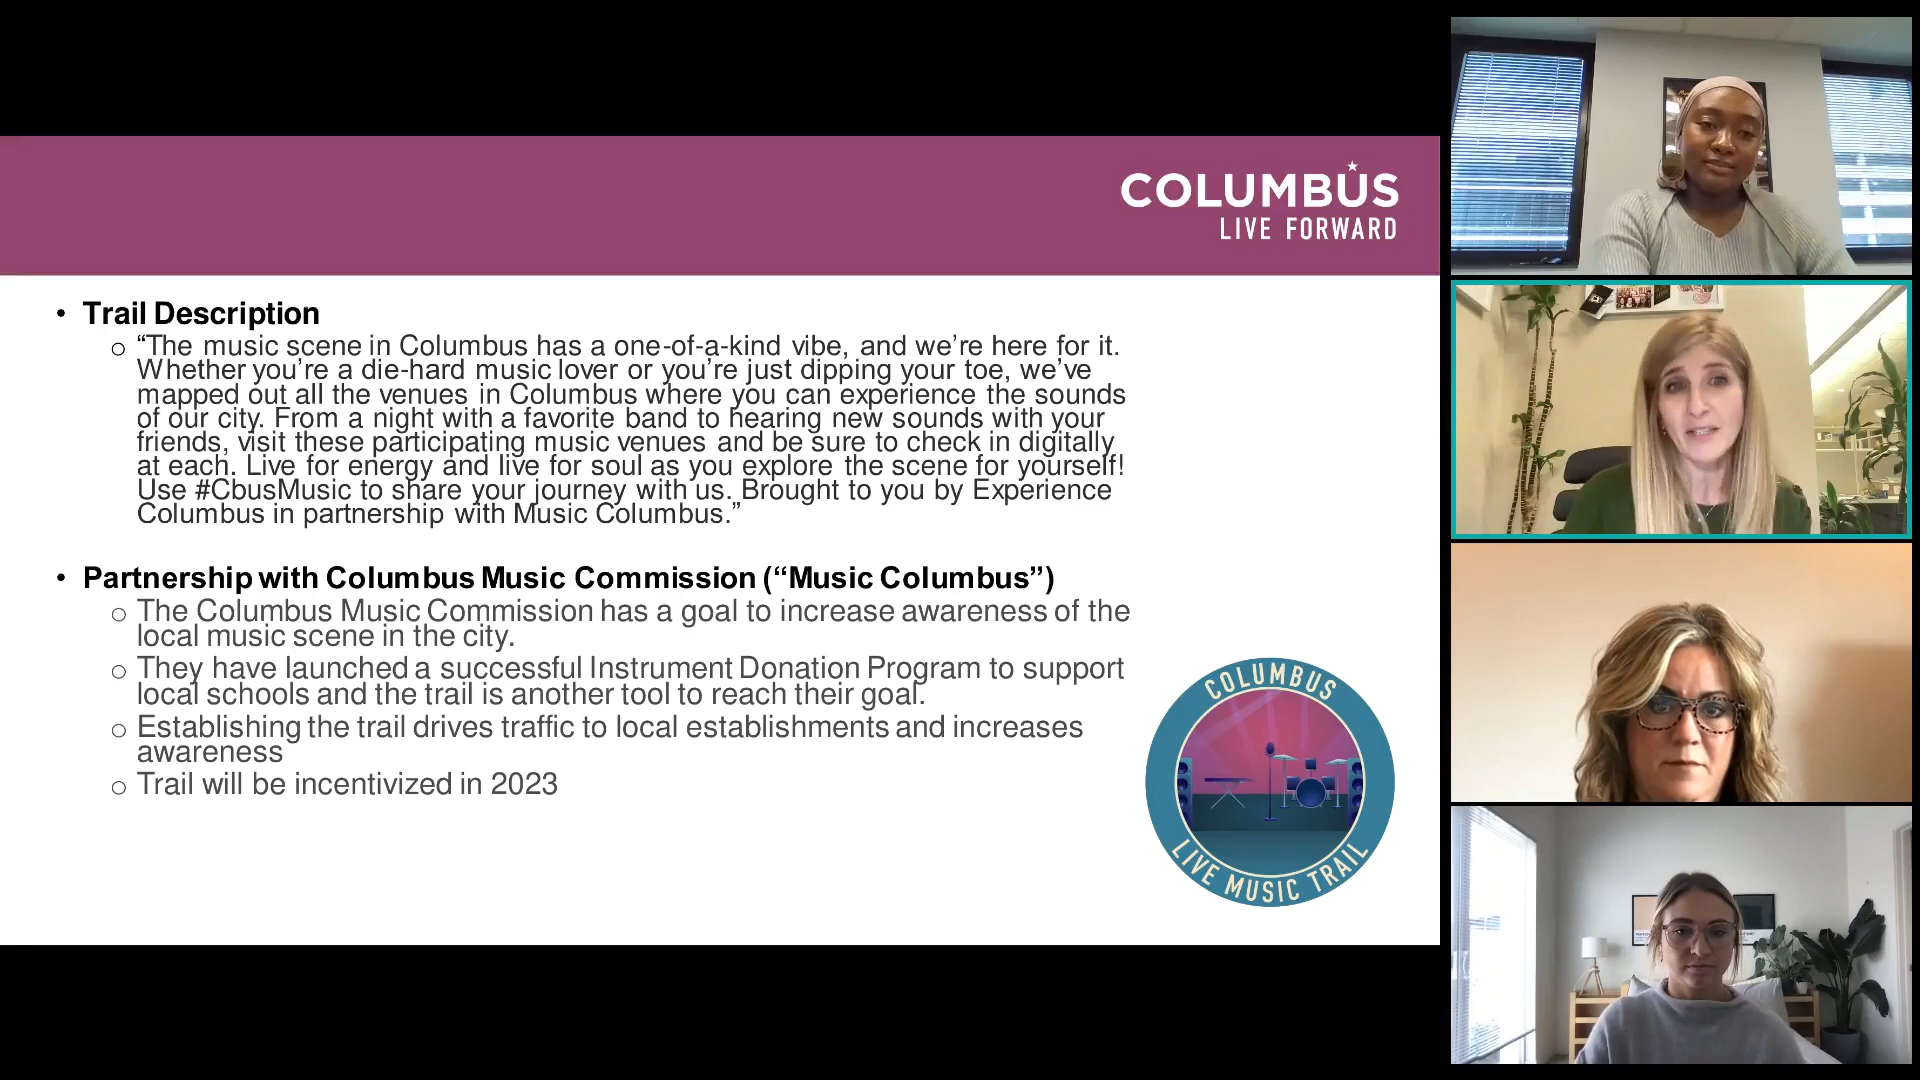 COLUMBUS
LIVE FORWARD
• Trail Description
o “The music scene in Columbus has a one-of-a-kind vibe, and we’re here for it.
Whether you’re a die-hard music lover or you’re just dipping your toe, we’ve
mapped out all the venues in Columbus where you can experience the sounds
of our city. From a night with a favorite band to hearing new sounds with your
friends, visit these participating music venues and be sure to check in digitally
at each. Live for energy and live for soul as you explore the scene for yourself!
Use #CbusMusic to share your journey with us. Brought to you by Experience
Columbus in partnership with Music Columbus.”
• Partnership with Columbus Music Commission (“Music Columbus”)
o The Columbus Music Commission has a goal to increase awareness of the
local music scene in the city.
o They have launched a successful Instrument Donation Program to support
local schools and the trail is another tool to reach their goal.
o Establishing the trail drives traffic to local establishments and increases
awareness
o Trail will be incentivized in 2023
COLUMBUS
LIVE MUSIC TRAIL